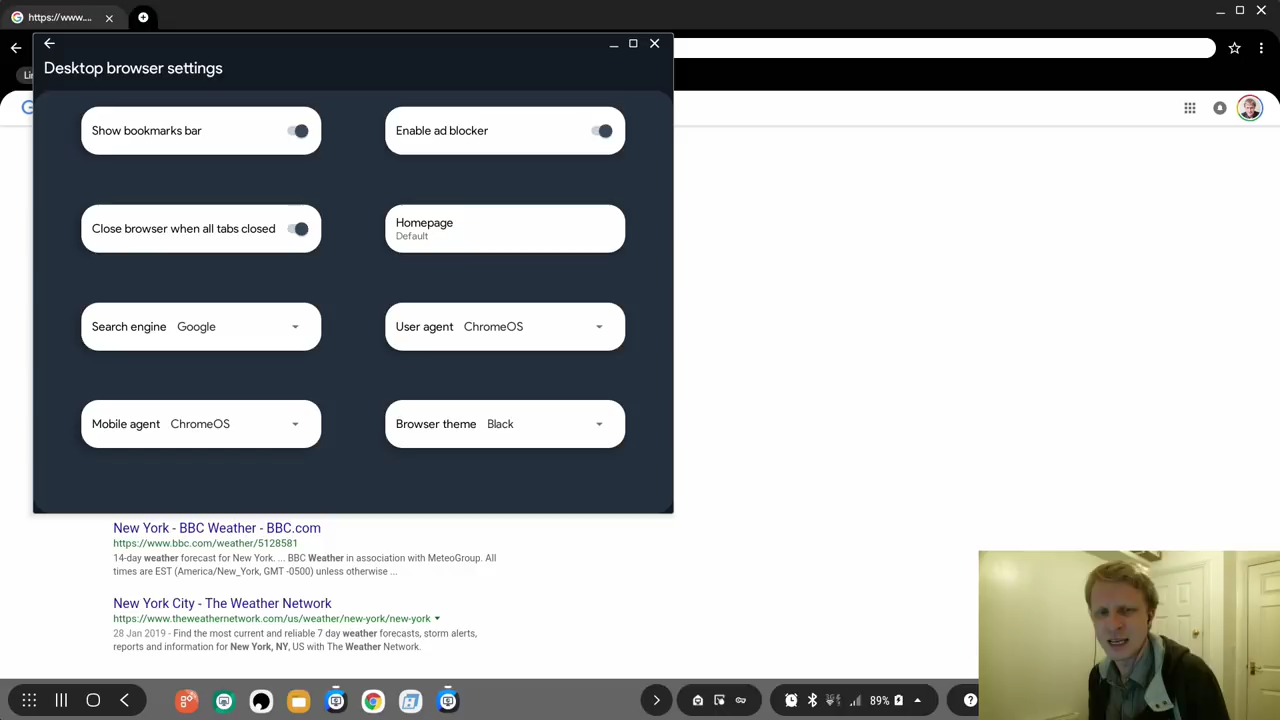 https://www....
Lin
Desktop browser settings
Show bookmarks bar
Enable ad blocker
Close browser when all tabs closed
Homepage
Default
Search engine Google
User agent ChromeOS
Mobile agent ChromeOS
Browser theme Black
New York - BBC Weather - BBC.com
https://www.bbc.com/weather/5128581
14-day weather forecast for New York. ... BBC Weather in association with MeteoGroup. All
times are EST (America/New_York, GMT -0500) unless otherwise ...
New York City - The Weather Network
https://www.theweathernetwork.com/us/weather/new-york/new-york
28 Jan 2019 - Find the most current and reliable 7 day weather forecasts, storm alerts,
reports and information for New York, NY, US with The Weather Network.
89%